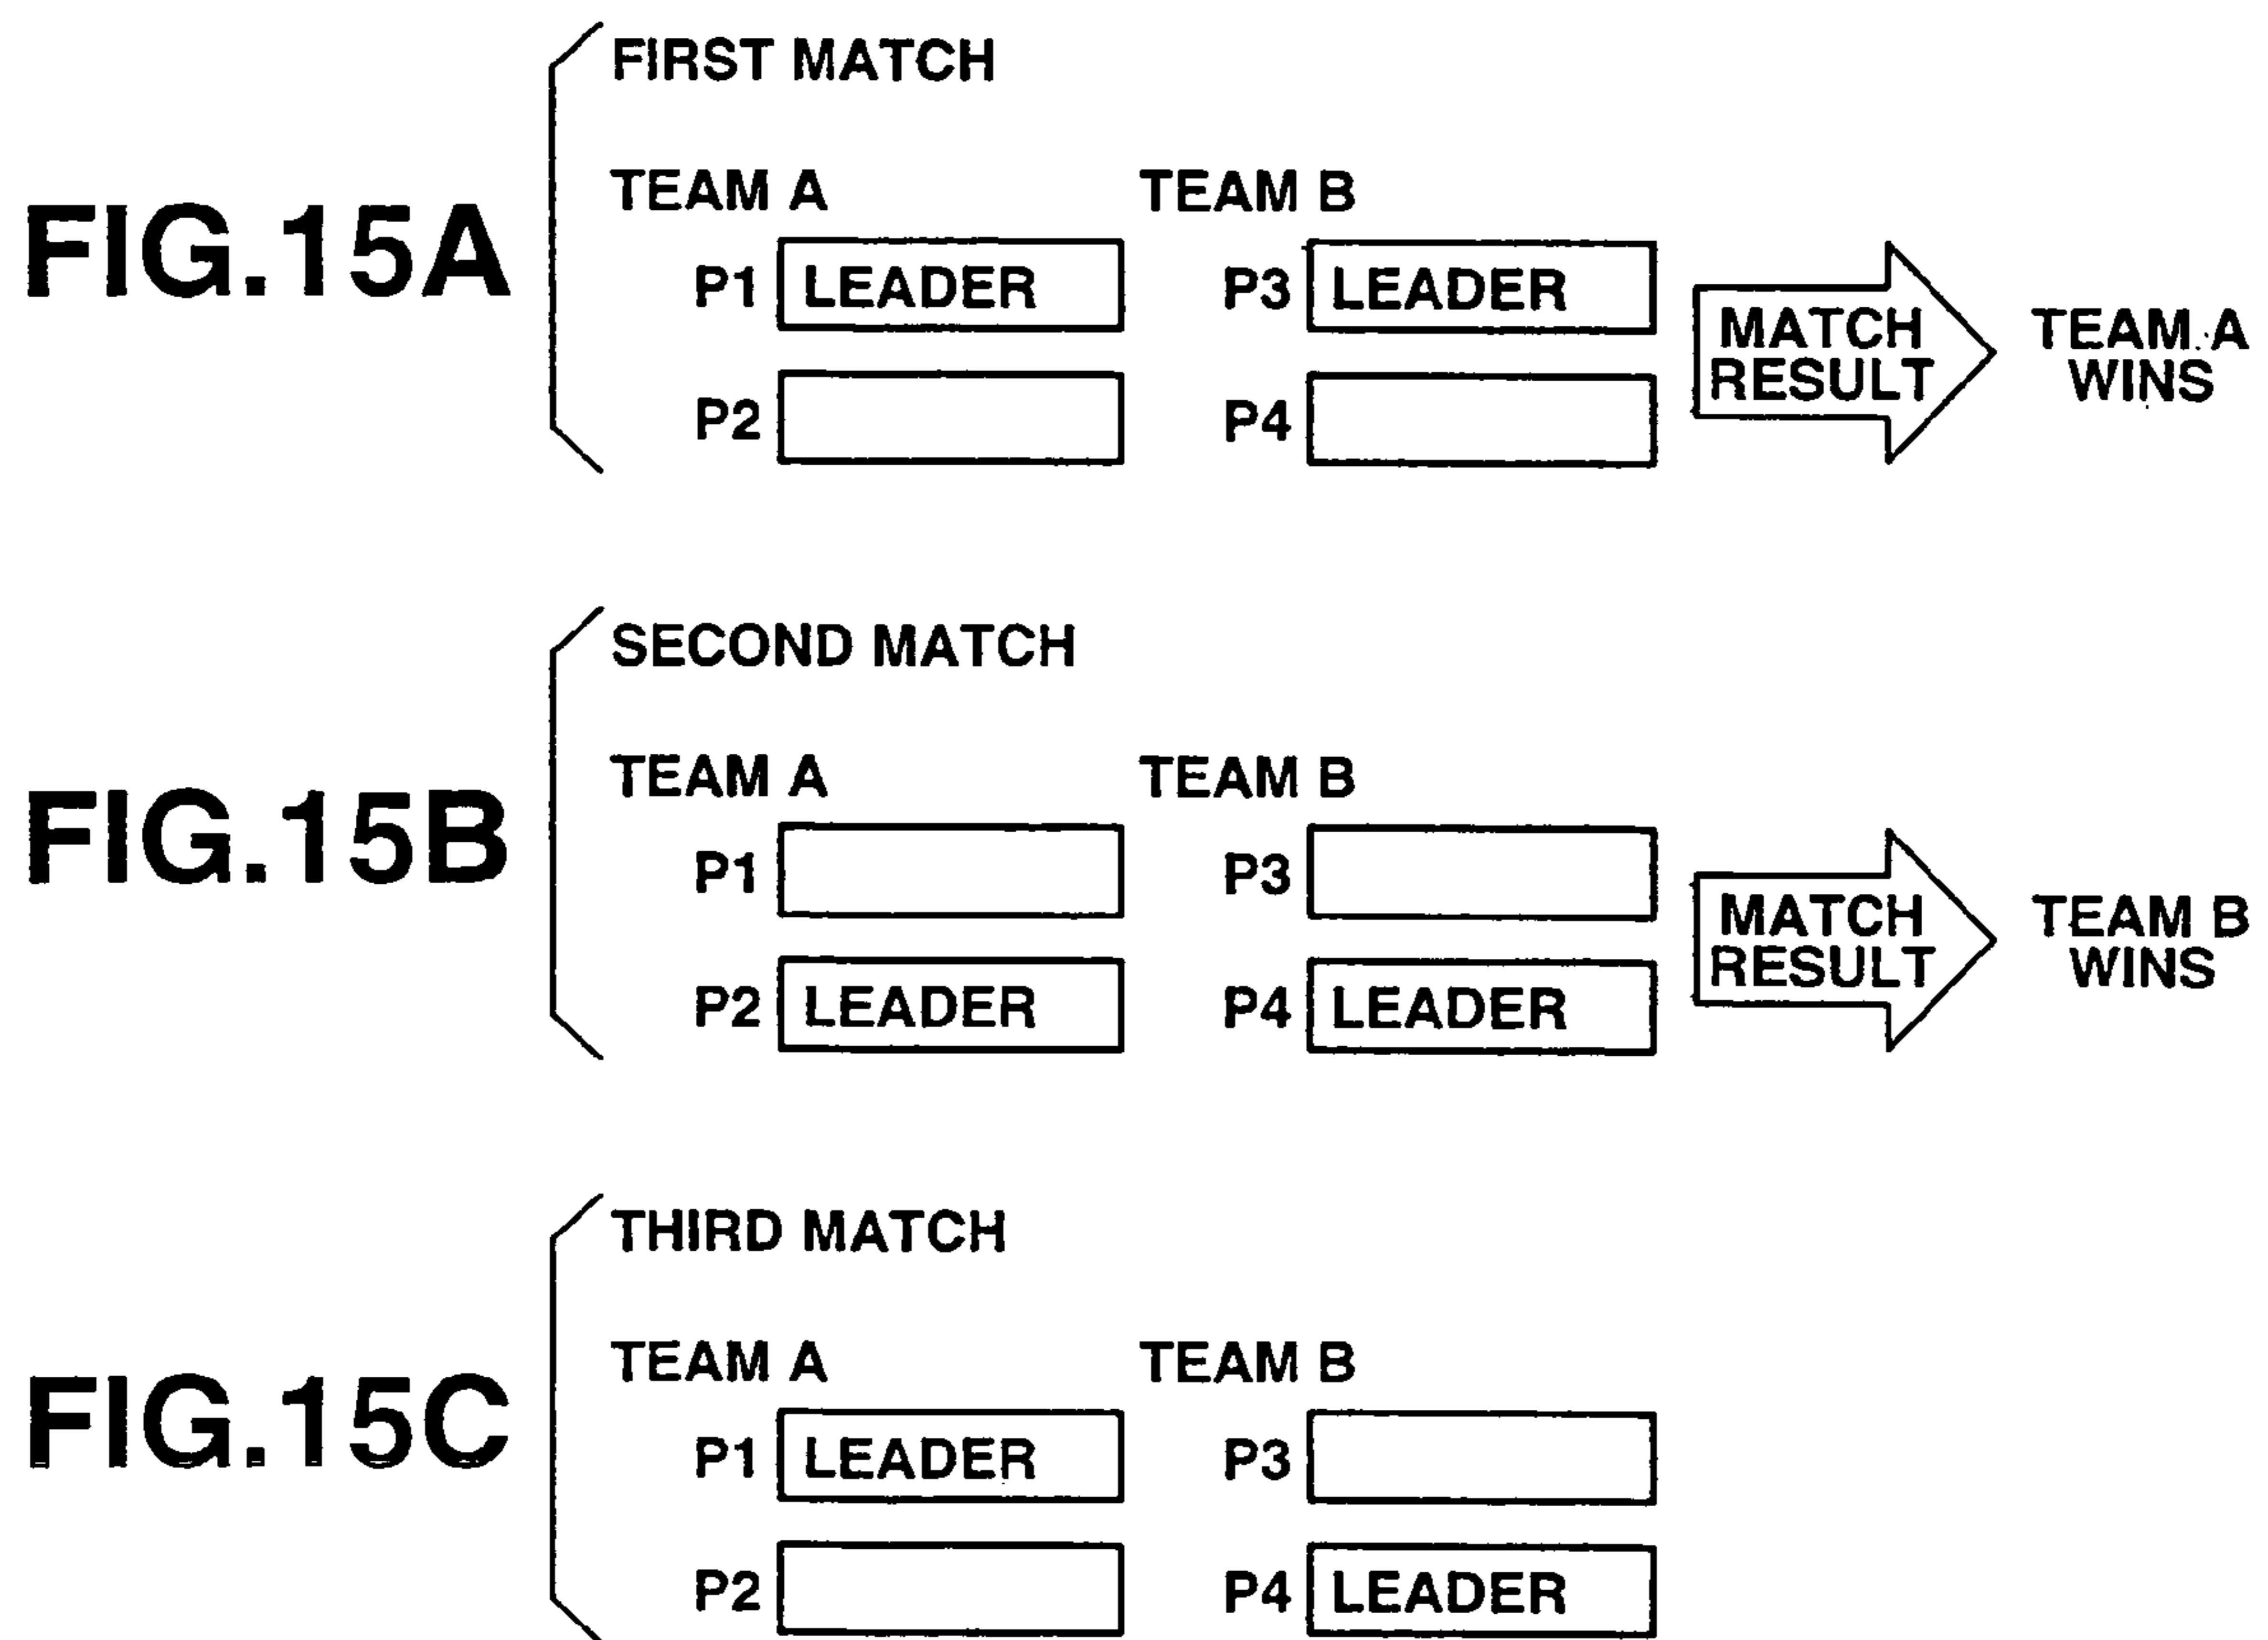 FIG.15A
FIRST MATCH
TEAM A TEAM B
P1 LEADER P3 LEADER
P2 P4
MATCH
RESULT
TEAM A
WINS
FIG.15B
SECOND MATCH
TEAM A TEAM B
P1 P3
P2 LEADER P4 LEADER
MATCH
RESULT
TEAM B
WINS
FIG.15C
THIRD MATCH
TEAM A TEAM B
P1 LEADER P3
P2 P4 LEADER